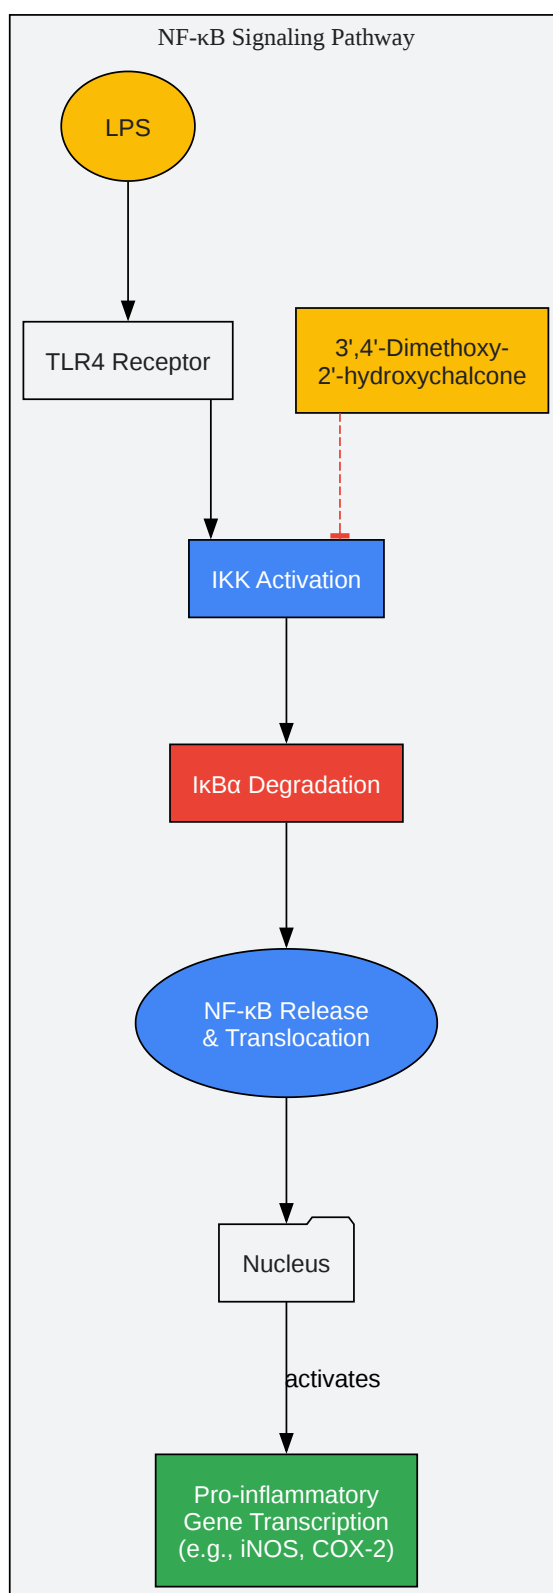 NF-κB Signaling Pathway
LPS
TLR4 Receptor
3',4'-Dimethoxy-
2'-hydroxychalcone
IKK Activation
IκBα Degradation
NF-κB Release
& Translocation
Nucleus
activates
Pro-inflammatory
Gene Transcription
(e.g., iNOS, COX-2)